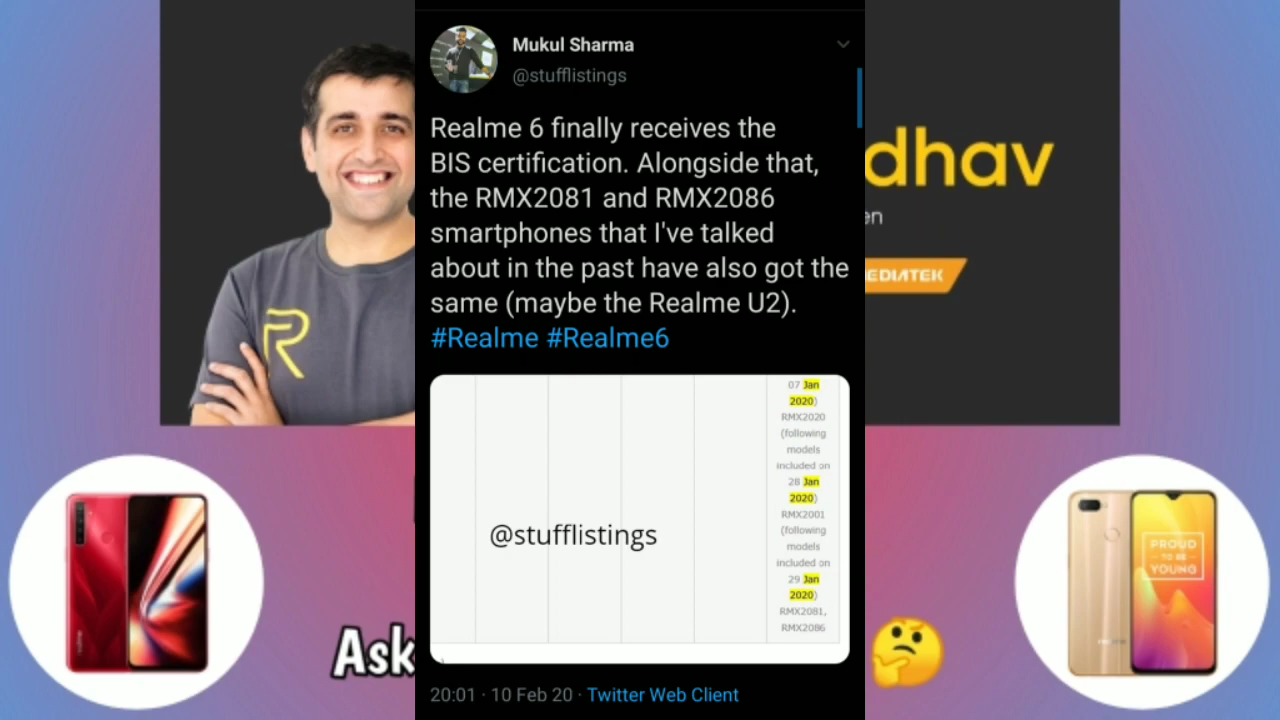 Mukul Sharma
@stufflistings
Realme 6 finally receives the
BIS certification. Alongside that,
the RMX2081 and RMX2086
smartphones that I've talked
about in the past have also got the
same (maybe the Realme U2).
#Realme #Realme6
07 Jan
2020)
RMX2020
(following
models
included on
28 Jan
2020)
RMX2001
(following
models
included on
29 Jan
2020)
RMX2081,
RMX2086
@stufflistings
20:01 · 10 Feb 20 · Twitter Web Client
dhav
en
EDIATEK
R
Ask
PROUD
TO BE
YOUNG
realme